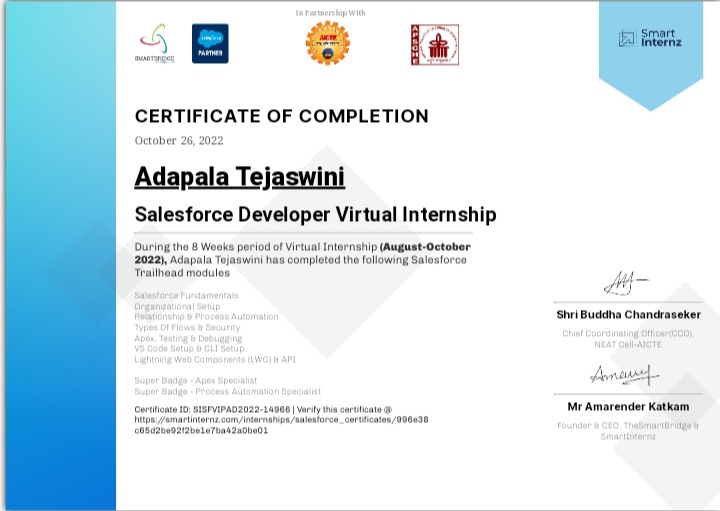 In Partnership With
SMARTBRIDGE
PARTNER
AICTE
APSCHE
Smart
Internz
CERTIFICATE OF COMPLETION
October 26, 2022
Adapala Tejaswini
Salesforce Developer Virtual Internship
During the 8 Weeks period of Virtual Internship (August-October
2022), Adapala Tejaswini has completed the following Salesforce
Trailhead modules
Salesforce Fundamentals
Organizational Setup
Relationship & Process Automation
Types Of Flows & Security
Apex, Testing & Debugging
VS Code Setup & CLI Setup
Lightning Web Components (LWC) & API
Super Badge - Apex Specialist
Super Badge - Process Automation Specialist
Certificate ID: SISFVIPAD2022-14966 | Verify this certificate @
https://smartinternz.com/internships/salesforce_certificates/996e38
c65d2be92f2be1e7ba42a0be01
Shri Buddha Chandraseker
Chief Coordinating Officer(CCO),
NEAT Cell-AICTE
Mr Amarender Katkam
Founder & CEO, TheSmartBridge &
SmartInternz